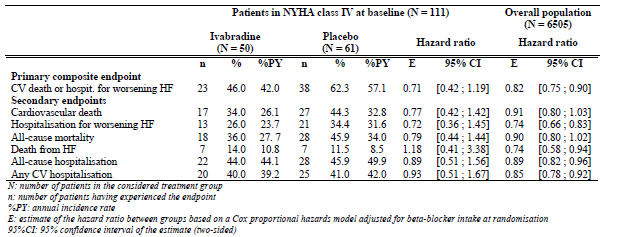 Patients in NYHA class IV at baseline (N = 111) Overall population (N = 6505)
Ivabradine (N = 50) Placebo (N = 61) Hazard ratio Hazard ratio
n % %PY n % %PY E 95% CI E 95% CI
Primary composite endpoint
CV death or hospit. for worsening HF 23 46.0 42.0 38 62.3 57.1 0.71 [0.42 ; 1.19] 0.82 [0.75 ; 0.90]
Secondary endpoints
Cardiovascular death 17 34.0 26.1 27 44.3 32.8 0.77 [0.42 ; 1.42] 0.91 [0.80 ; 1.03]
Hospitalisation for worsening HF 13 26.0 23.7 21 34.4 31.6 0.72 [0.36 ; 1.45] 0.74 [0.66 ; 0.83]
All-cause mortality 18 36.0 27.7 28 45.9 34.0 0.79 [0.44 ; 1.44] 0.90 [0.80 ; 1.02]
Death from HF 7 14.0 10.8 7 11.5 8.5 1.18 [0.41 ; 3.38] 0.74 [0.58 ; 0.94]
All-cause hospitalisation 22 44.0 44.1 28 45.9 49.9 0.89 [0.51 ; 1.56] 0.89 [0.82 ; 0.96]
Any CV hospitalisation 20 40.0 39.2 25 41.0 42.0 0.93 [0.51 ; 1.67] 0.85 [0.78 ; 0.92]
N: number of patients in the considered treatment group
n: number of patients having experienced the endpoint
%PY: annual incidence rate
E: estimate of the hazard ratio between groups based on a Cox proportional hazards model adjusted for beta-blocker intake at randomisation
95%CI: 95% confidence interval of the estimate (two-sided)